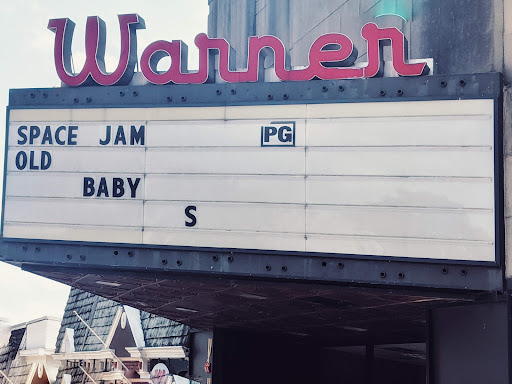 Warner
SPACE JAM PG
OLD
BABY
S